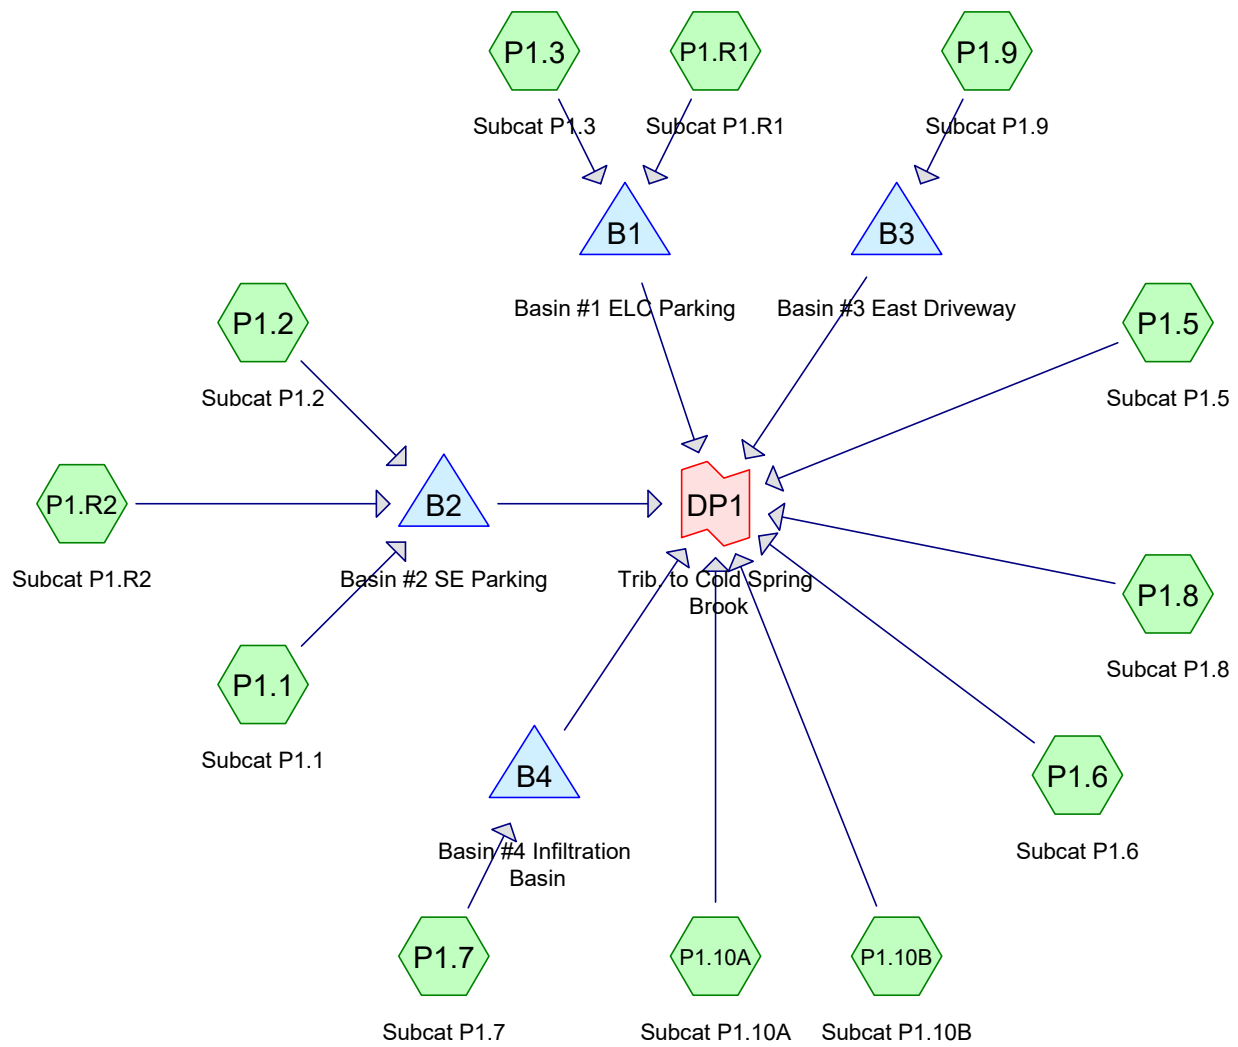 P1.3
P1.R1
P1.9
Subcat P1.3
Subcat P1.R1
Subcat P1.9
B1
B3
Basin #1 ELC Parking
Basin #3 East Driveway
P1.2
P1.5
Subcat P1.2
Subcat P1.5
P1.R2
B2
DP1
Subcat P1.R2
Basin #2 SE Parking
Trib. to Cold Spring
Brook
P1.8
Subcat P1.8
P1.1
Subcat P1.1
B4
P1.6
Basin #4 Infiltration
Basin
Subcat P1.6
P1.7
P1.10A
P1.10B
Subcat P1.7
Subcat P1.10A
Subcat P1.10B